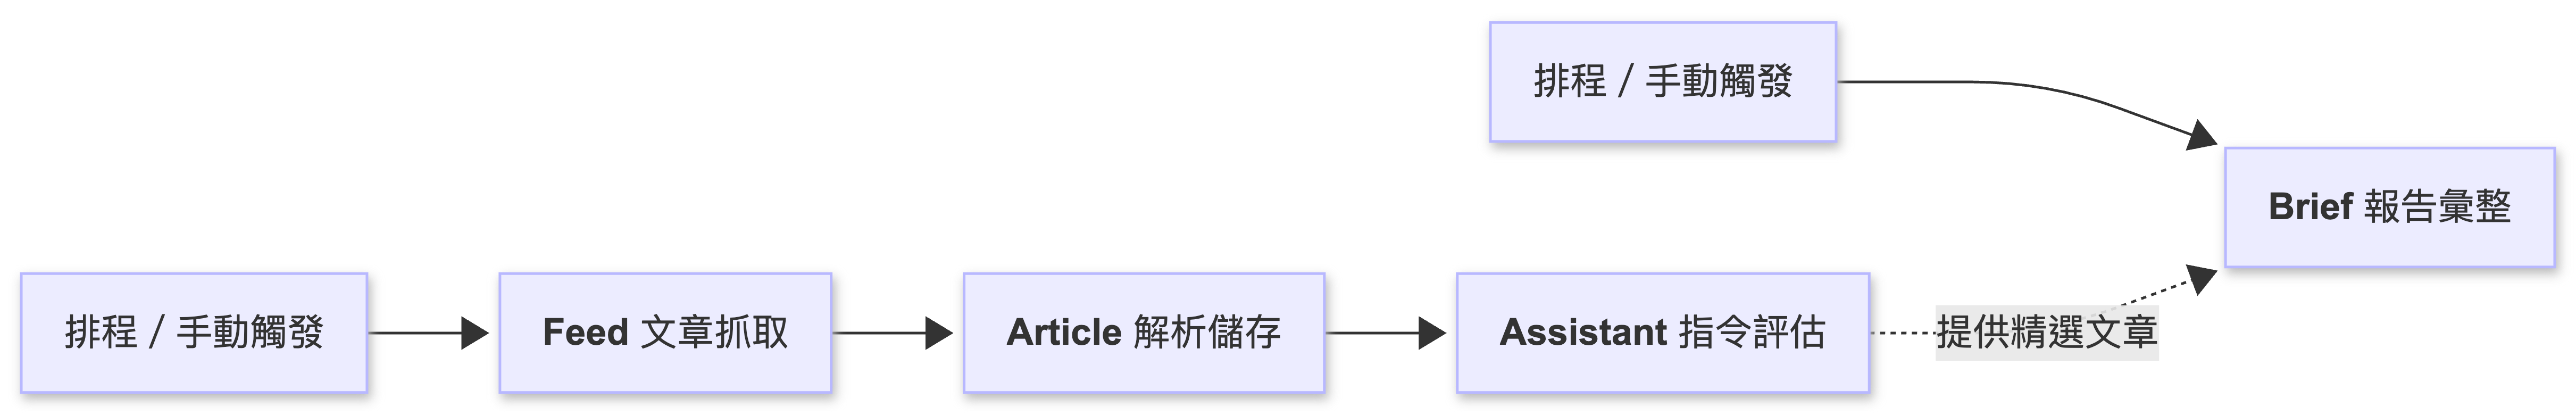 排程 / 手動觸發
Brief 報告彙整
排程 / 手動觸發
Feed 文章抓取
Article 解析儲存
Assistant 指令評估
提供精選文章